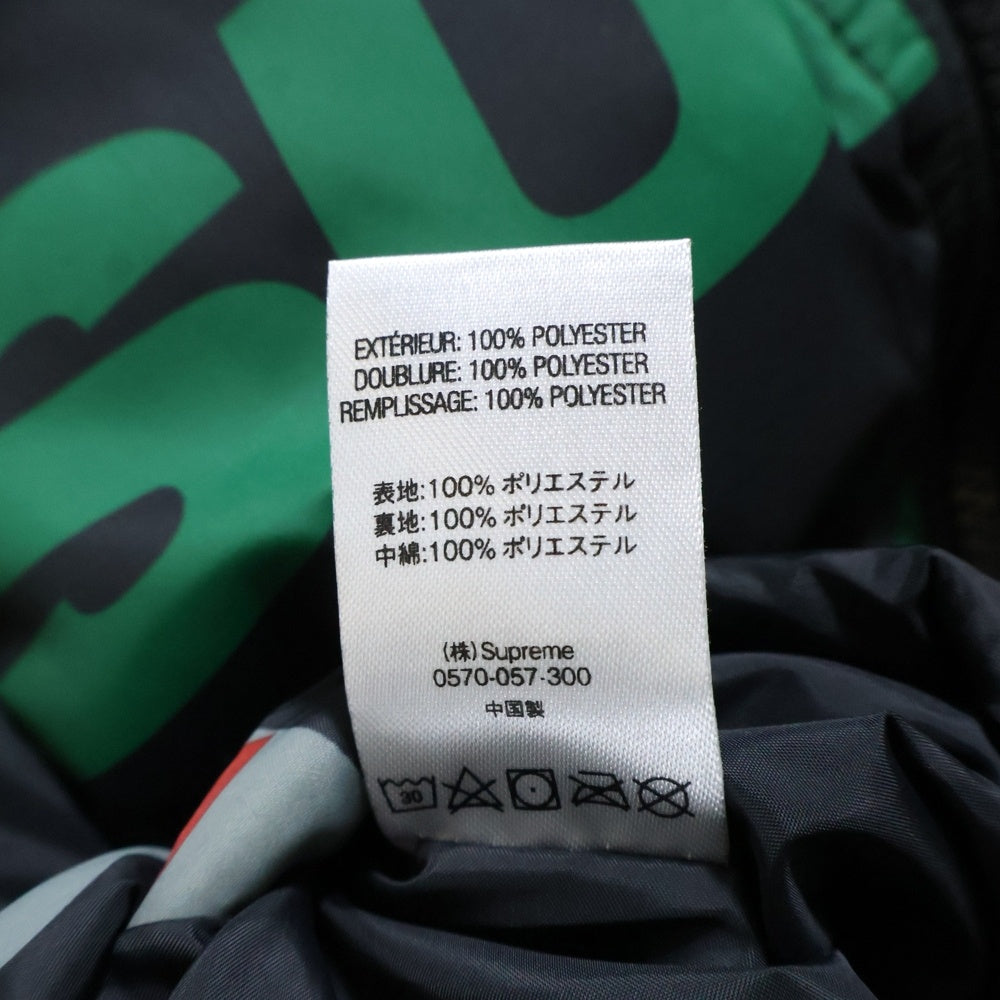 EXTÉRIEUR: 100% POLYESTER
DOUBLURE: 100% POLYESTER
REMPLISSAGE: 100% POLYESTER
表地:100% ポリエステル
裏地:100% ポリエステル
中綿:100% ポリエステル
(株)Supreme
0570-057-300
中国製
30